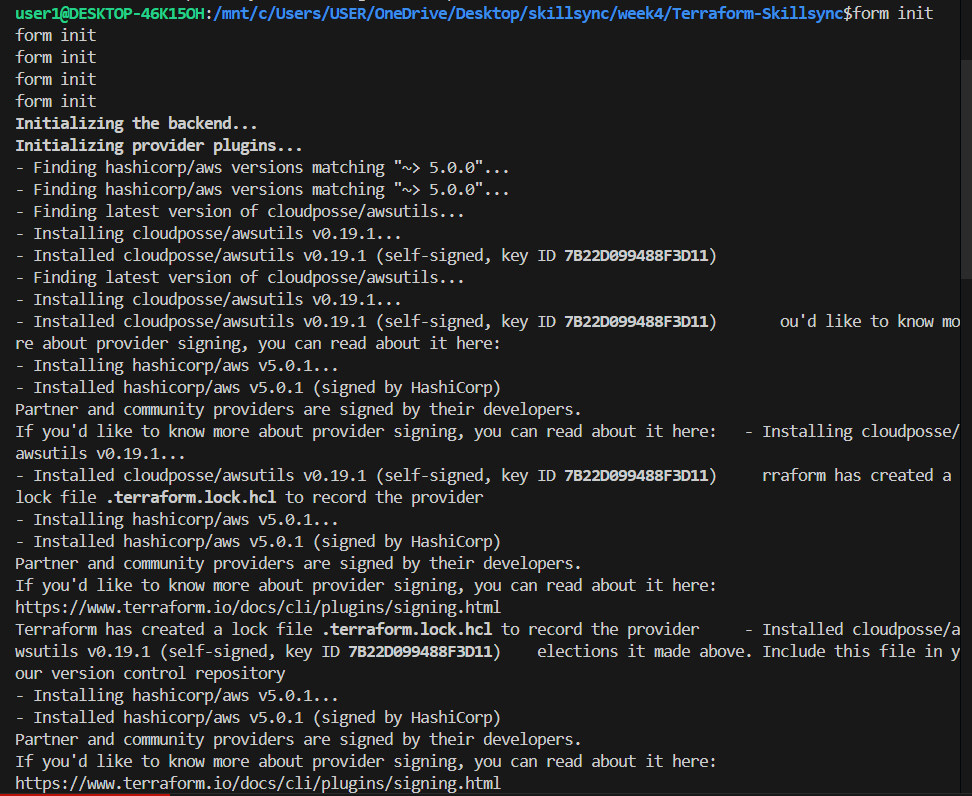 user1@DESKTOP-46K15OH:/mnt/c/Users/USER/OneDrive/Desktop/skillsync/week4/Terraform-Skillsync$form init
form init
form init
form init
form init
Initializing the backend...
Initializing provider plugins...
- Finding hashicorp/aws versions matching "~> 5.0.0"...
- Finding hashicorp/aws versions matching "~> 5.0.0"...
- Finding latest version of cloudposse/awsutils...
- Installing cloudposse/awsutils v0.19.1...
- Installed cloudposse/awsutils v0.19.1 (self-signed, key ID 7B22D099488F3D11)
- Finding latest version of cloudposse/awsutils...
- Installing cloudposse/awsutils v0.19.1...
- Installed cloudposse/awsutils v0.19.1 (self-signed, key ID 7B22D099488F3D11)       ou'd like to know mo
re about provider signing, you can read about it here:
- Installing hashicorp/aws v5.0.1...
- Installed hashicorp/aws v5.0.1 (signed by HashiCorp)
Partner and community providers are signed by their developers.
If you'd like to know more about provider signing, you can read about it here:   - Installing cloudposse/
awsutils v0.19.1...
- Installed cloudposse/awsutils v0.19.1 (self-signed, key ID 7B22D099488F3D11)     rraform has created a
lock file .terraform.lock.hcl to record the provider
- Installing hashicorp/aws v5.0.1...
- Installed hashicorp/aws v5.0.1 (signed by HashiCorp)
Partner and community providers are signed by their developers.
If you'd like to know more about provider signing, you can read about it here:
https://www.terraform.io/docs/cli/plugins/signing.html
Terraform has created a lock file .terraform.lock.hcl to record the provider     - Installed cloudposse/a
wsutils v0.19.1 (self-signed, key ID 7B22D099488F3D11)    elections it made above. Include this file in y
our version control repository
- Installing hashicorp/aws v5.0.1...
- Installed hashicorp/aws v5.0.1 (signed by HashiCorp)
Partner and community providers are signed by their developers.
If you'd like to know more about provider signing, you can read about it here:
https://www.terraform.io/docs/cli/plugins/signing.html